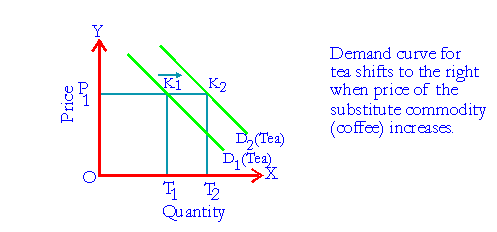 Y
Demand curve for
tea shifts to the right
when price of the
substitute commodity
(coffee) increases.
K1 K2
P1
Price
D2(Tea)
D1(Tea)
O X
T1 T2
Quantity